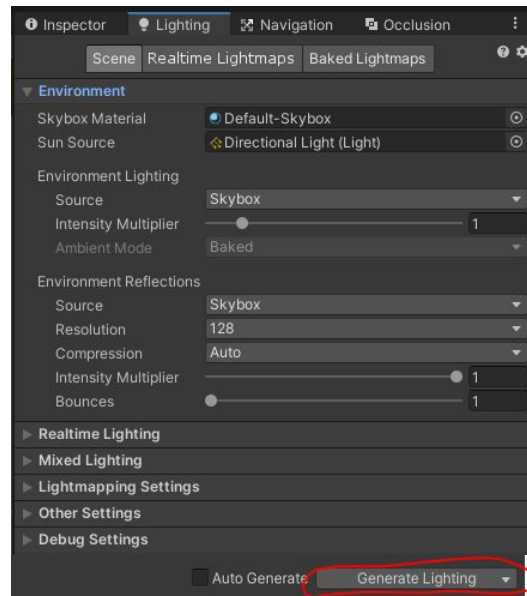 Inspector Lighting Navigation Occlusion
Scene Realtime Lightmaps Baked Lightmaps
Environment
Skybox Material Default-Skybox
Sun Source Directional Light (Light)
Environment Lighting
Source Skybox
Intensity Multiplier 1
Ambient Mode Baked
Environment Reflections
Source Skybox
Resolution 128
Compression Auto
Intensity Multiplier 1
Bounces 1
Realtime Lighting
Mixed Lighting
Lightmapping Settings
Other Settings
Debug Settings
Auto Generate Generate Lighting